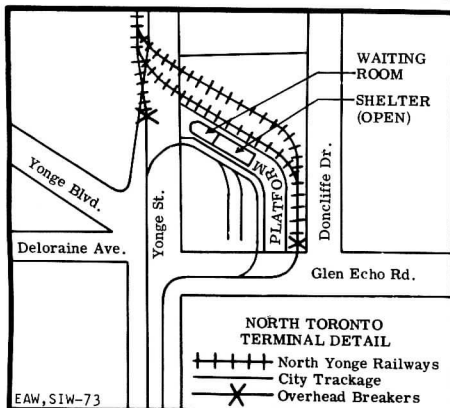 WAITING
ROOM
SHELTER
(OPEN)
PLATFORM
Doncliffe Dr.
Yonge Blvd.
Yonge St.
Deloraine Ave.
Glen Echo Rd.
NORTH TORONTO
TERMINAL DETAIL
North Yonge Railways
City Trackage
Overhead Breakers
EAW,SIW-73